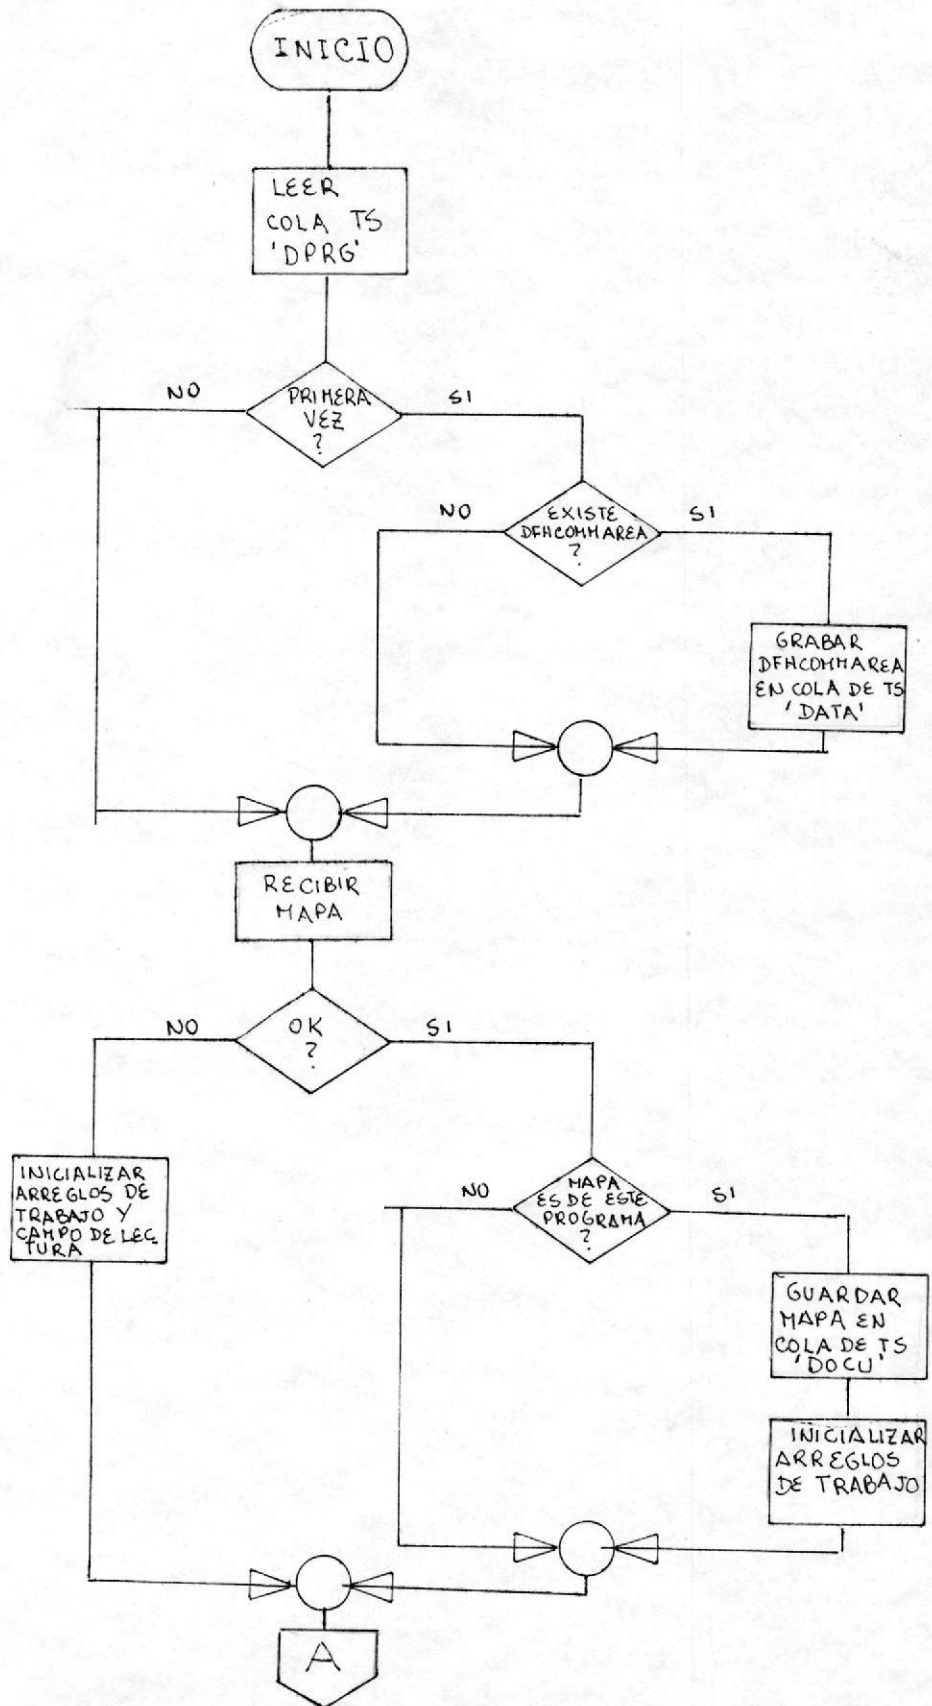 INICIO
LEER
COLA TS
'DPRG'
NO
PRIMERA
VEZ
?
SI
NO
EXISTE
DFHCOMMAREA
?
SI
GRABAR
DFHCOMMAREA
EN COLA DE TS
'DATA'
RECIBIR
MAPA
NO
OK
?
SI
INICIALIZAR
ARREGLOS DE
TRABAJO Y
CAMPO DE LEC
TURA
NO
MAPA
ES DE ESTE
PROGRAMA
?
SI
GUARDAR
MAPA EN
COLA DE TS
'DOCU'
INICIALIZAR
ARREGLOS
DE TRABAJO
A